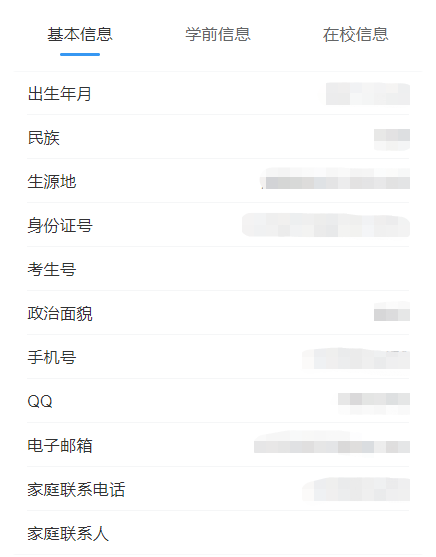 基本信息 学前信息 在校信息
出生年月
民族
生源地
身份证号
考生号
政治面貌
手机号
QQ
电子邮箱
家庭联系电话
家庭联系人